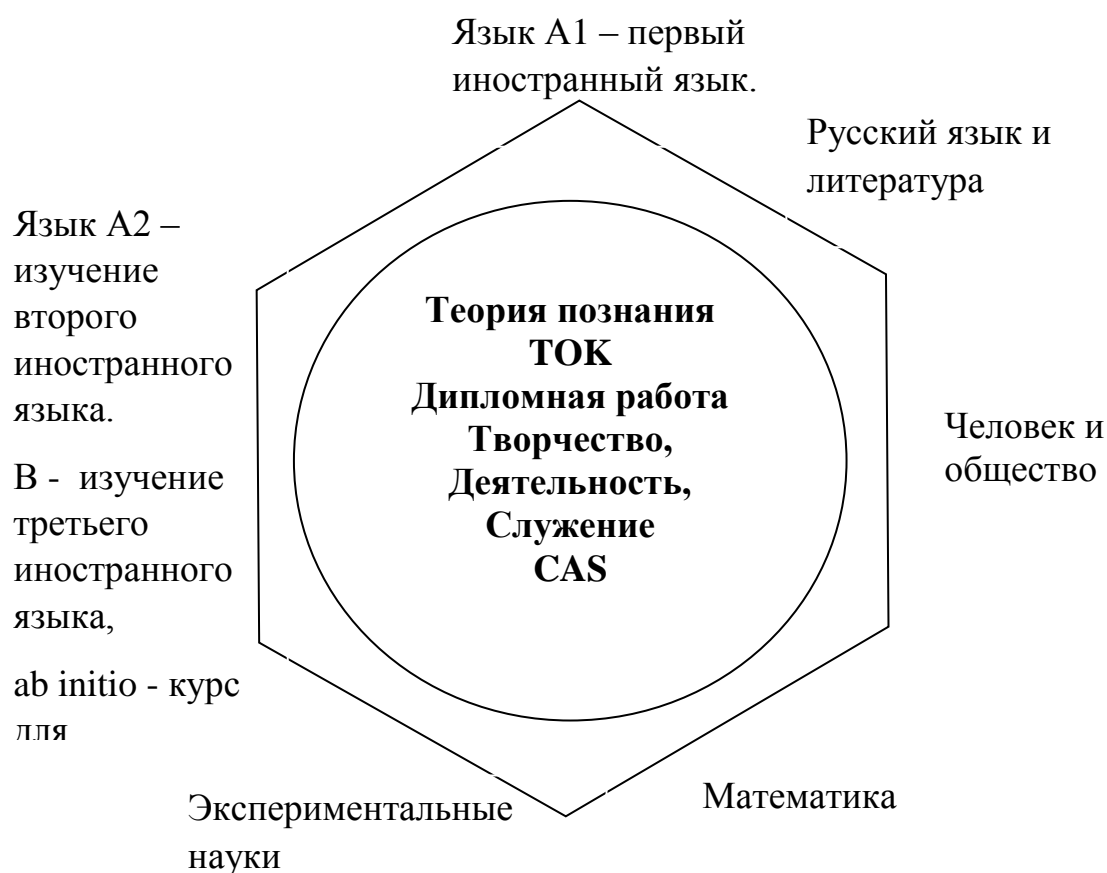 Язык А1 – первый
иностранный язык.
Русский язык и
литература
Язык А2 –
изучение
второго
иностранного
языка.
В - изучение
третьего
иностранного
языка,
ab initio - курс
для
Теория познания
ТОК
Дипломная работа
Творчество,
Деятельность,
Служение
CAS
Человек и
общество
Математика
Экспериментальные
науки